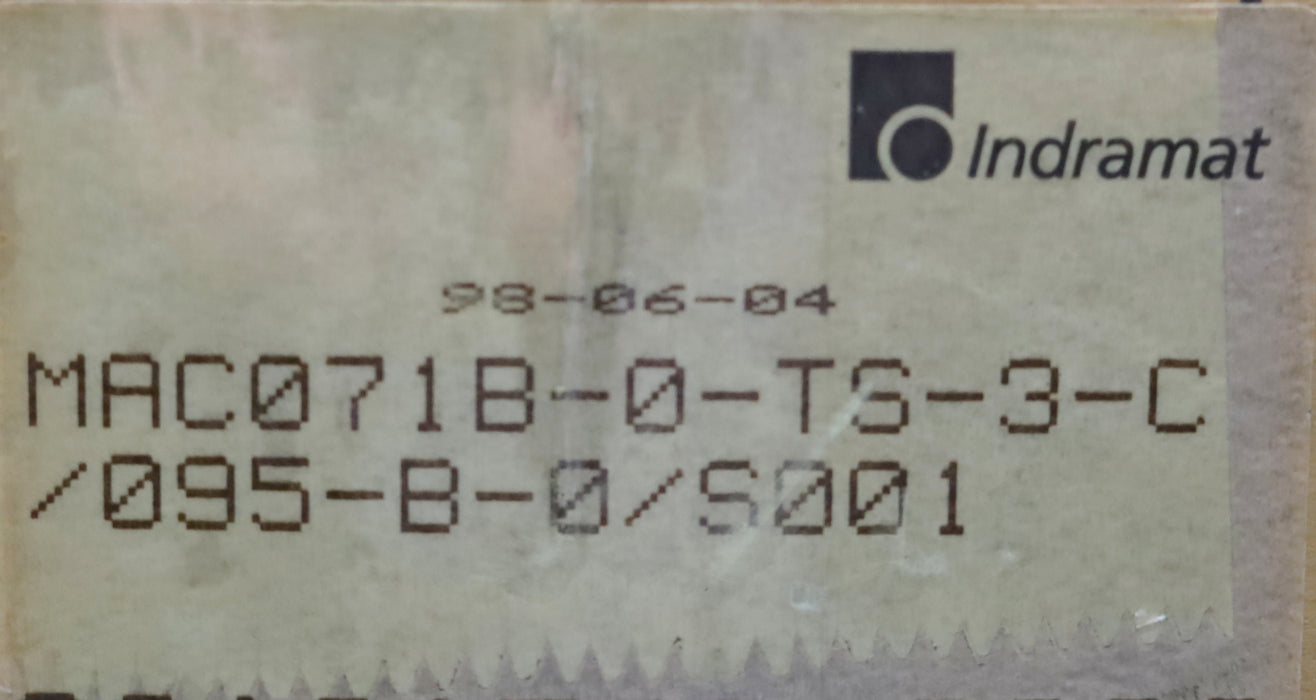 Indramat
98-06-04
MAC071B-0-TS-3-C
/095-B-0/S001